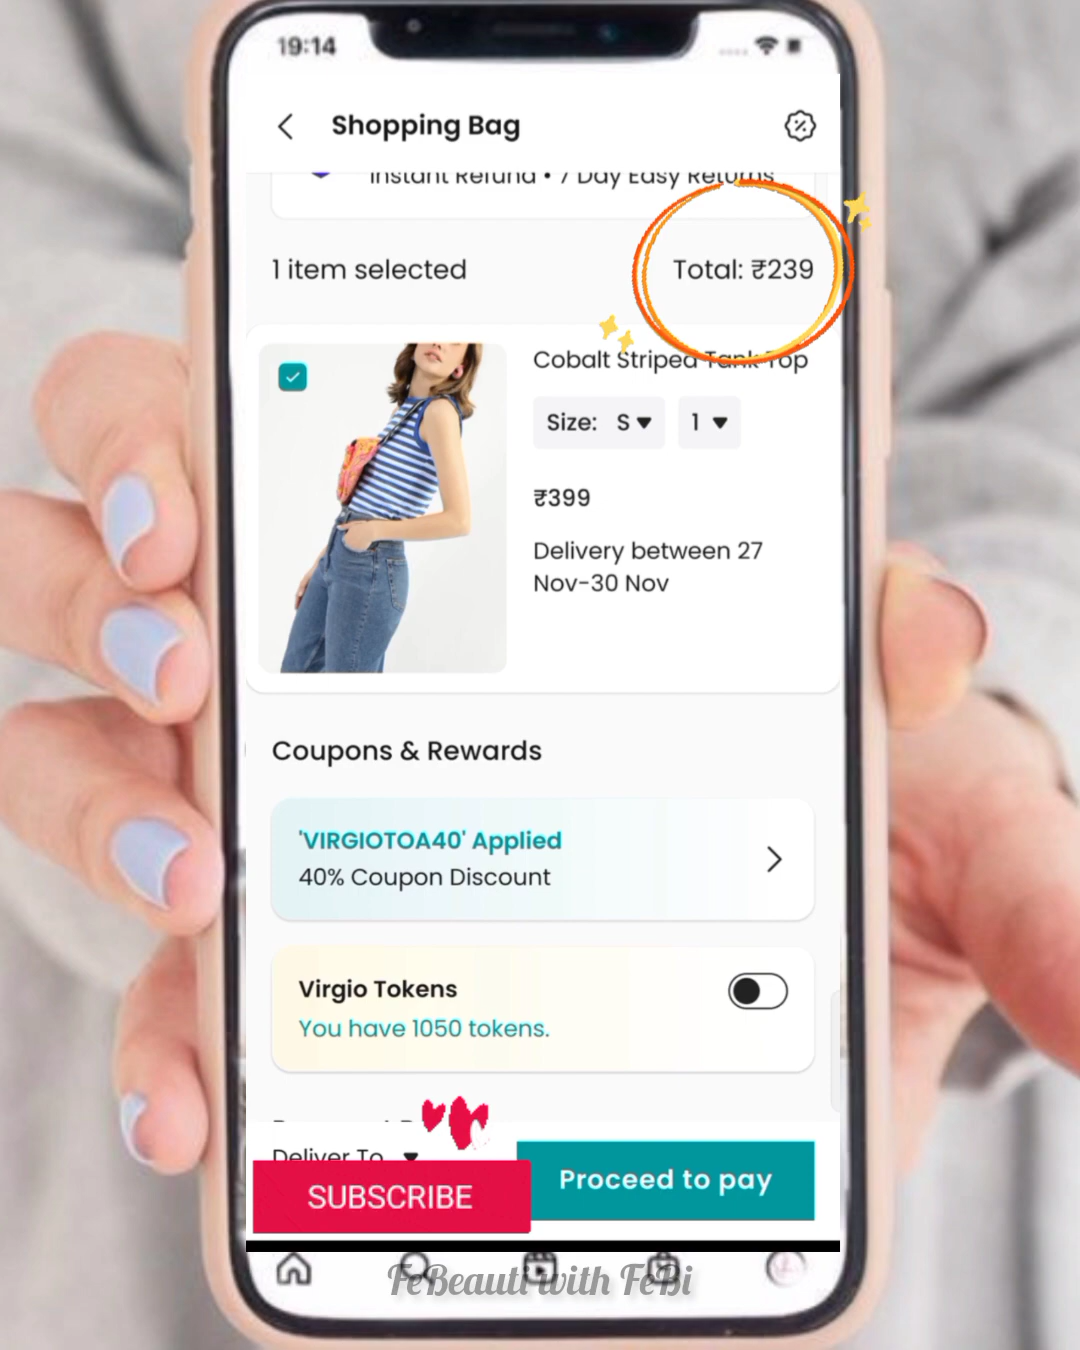 19:14
Shopping Bag
Instant Refund • 7 Day Easy Returns
1 item selected
Total: ₹239
Cobalt Striped Tank Top
Size: S
1
₹399
Delivery between 27
Nov-30 Nov
Coupons & Rewards
'VIRGIOTOA40' Applied
40% Coupon Discount
Virgio Tokens
You have 1050 tokens.
Deliver To
Proceed to pay
SUBSCRIBE
FeBeauti with FeBi